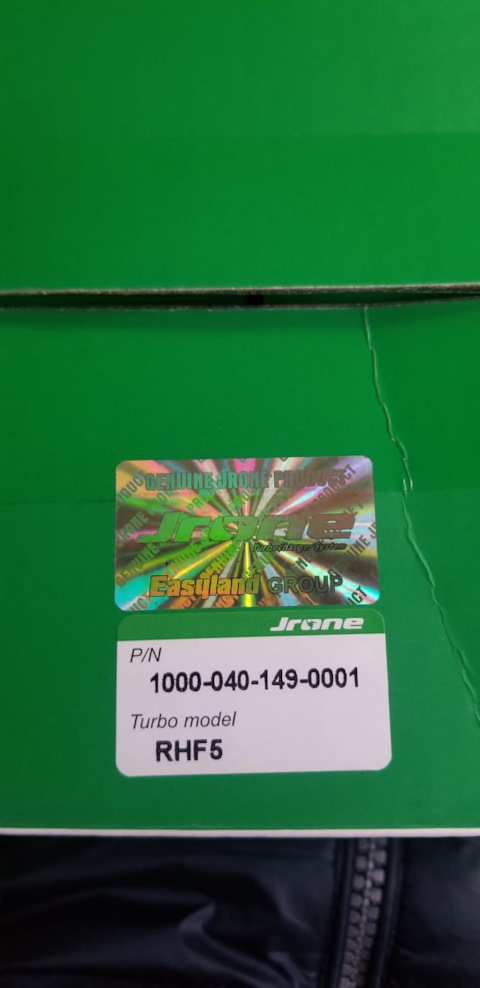 GENUINE JRONE PRODUCT
Jrone
Turbocharger System
Easyland GROUP
Jrone
P/N
1000-040-149-0001
Turbo model
RHF5